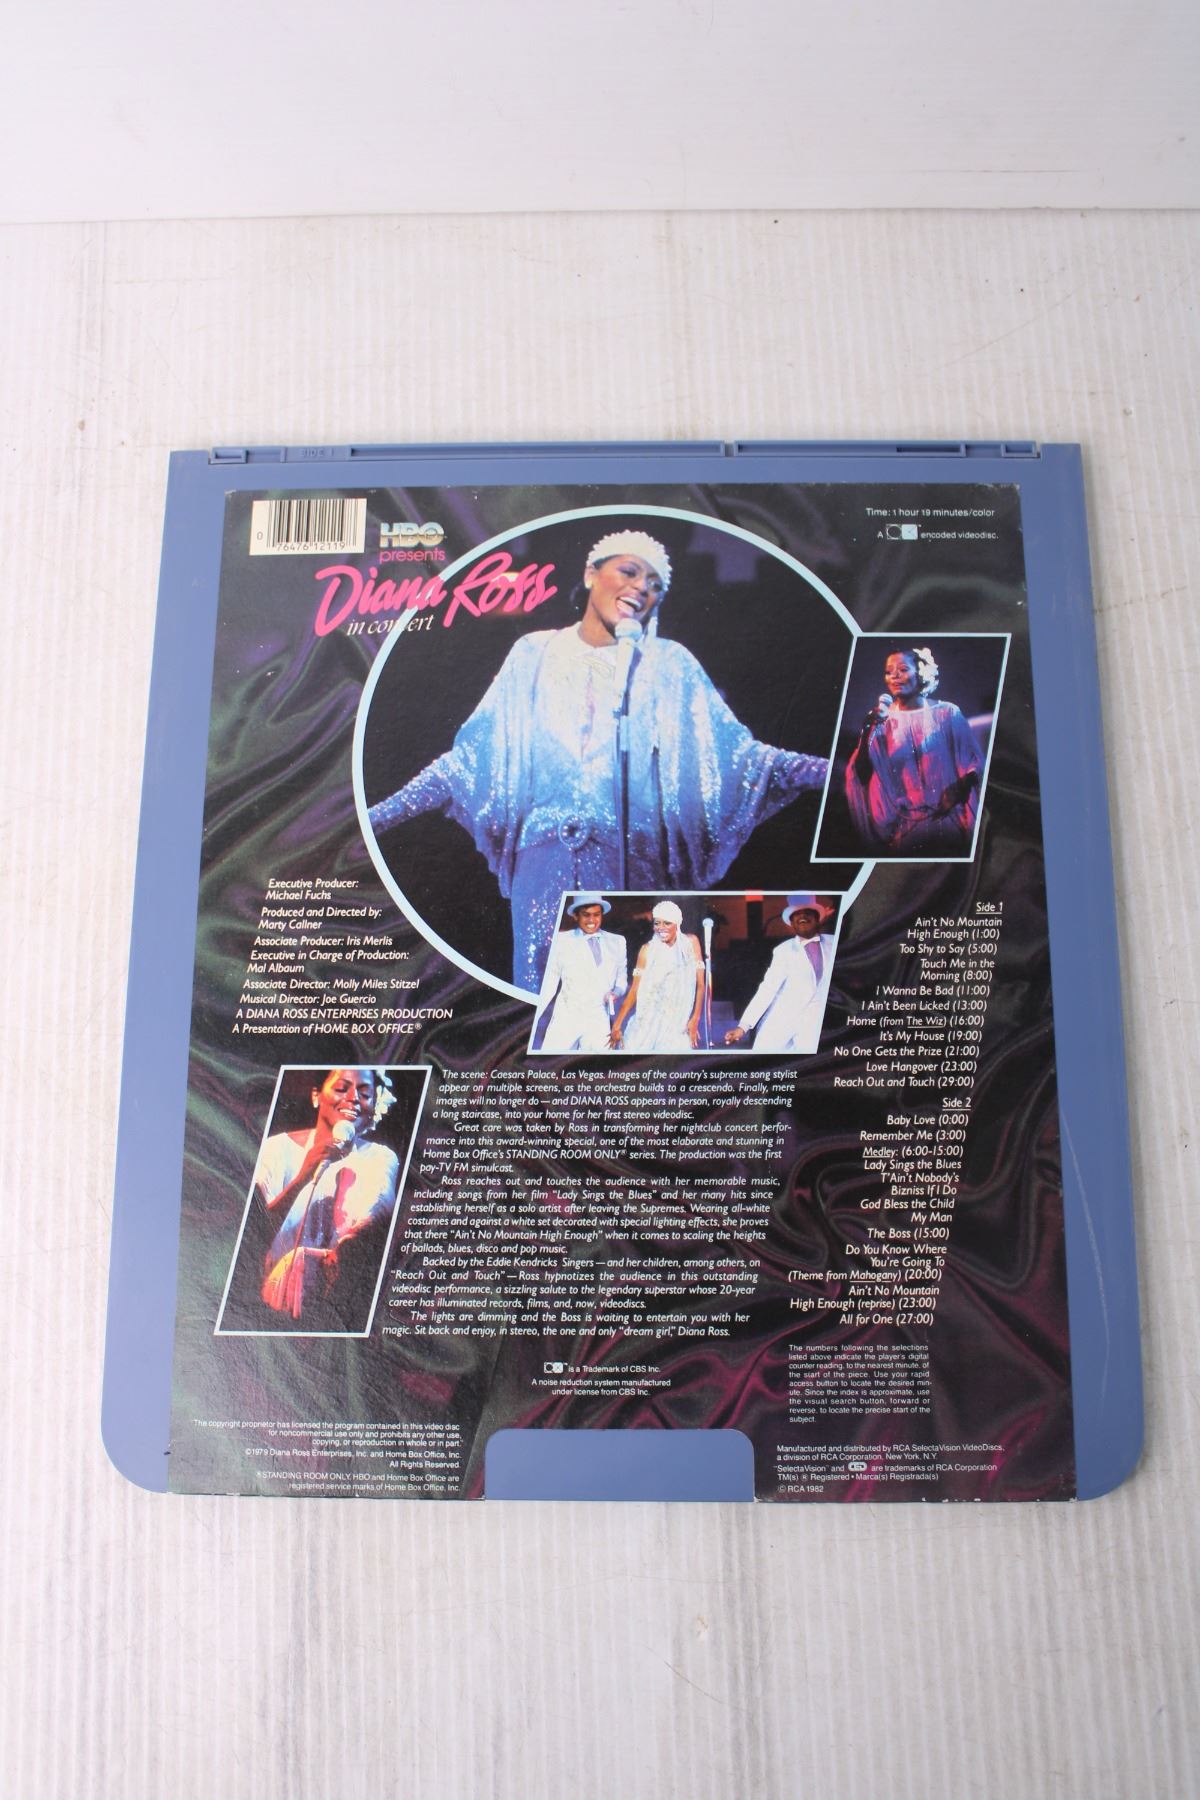 SIDE 1
0 76476 12119
HBO
presents
Diana Ross
in concert
Time: 1 hour 19 minutes/color
A CX™ encoded videodisc.
Executive Producer:
Michael Fuchs
Produced and Directed by:
Marty Callner
Associate Producer: Iris Merlis
Executive in Charge of Production:
Mal Albaum
Associate Director: Molly Miles Stitzel
Musical Director: Joe Guercio
A DIANA ROSS ENTERPRISES PRODUCTION
A Presentation of HOME BOX OFFICE®
Side 1
Ain't No Mountain
High Enough (1:00)
Too Shy to Say (5:00)
Touch Me in the
Morning (8:00)
I Wanna Be Bad (11:00)
I Ain't Been Licked (13:00)
Home (from The Wiz) (16:00)
It's My House (19:00)
No One Gets the Prize (21:00)
Love Hangover (23:00)
Reach Out and Touch (29:00)
Side 2
Baby Love (0:00)
Remember Me (3:00)
Medley: (6:00-15:00)
Lady Sings the Blues
T'Ain't Nobody's
Bizniss If I Do
God Bless the Child
My Man
The Boss (15:00)
Do You Know Where
You're Going To
(Theme from Mahogany) (20:00)
Ain't No Mountain
High Enough (reprise) (23:00)
All for One (27:00)
The scene: Caesars Palace, Las Vegas. Images of the country's supreme song stylist
appear on multiple screens, as the orchestra builds to a crescendo. Finally, mere
images will no longer do—and DIANA ROSS appears in person, royally descending
a long staircase, into your home for her first stereo videodisc.
Great care was taken by Ross in transforming her nightclub concert perfor-
mance into this award-winning special, one of the most elaborate and stunning in
Home Box Office's STANDING ROOM ONLY® series. The production was the first
pay-TV FM simulcast.
Ross reaches out and touches the audience with her memorable music,
including songs from her film "Lady Sings the Blues" and her many hits since
establishing herself as a solo artist after leaving the Supremes. Wearing all-white
costumes and against a white set decorated with special lighting effects, she proves
that there "Ain't No Mountain High Enough" when it comes to scaling the heights
of ballads, blues, disco and pop music.
Backed by the Eddie Kendricks Singers—and her children, among others, on
"Reach Out and Touch"—Ross hypnotizes the audience in this outstanding
videodisc performance, a sizzling salute to the legendary superstar whose 20-year
career has illuminated records, films, and, now, videodiscs.
The lights are dimming and the Boss is waiting to entertain you with her
magic. Sit back and enjoy, in stereo, the one and only "dream girl," Diana Ross.
CX™ is a Trademark of CBS Inc.
A noise reduction system manufactured
under license from CBS Inc.
The numbers following the selections
listed above indicate the player's digital
counter reading, to the nearest minute, of
the start of the piece. Use your rapid
access button to locate the desired min-
ute. Since the index is approximate, use
the visual search button, forward or
reverse, to locate the precise start of the
subject.
"The copyright proprietor has licensed the program contained in this video disc
for noncommercial use only and prohibits any other use,
copying, or reproduction in whole or in part."
©1979 Diana Ross Enterprises, Inc. and Home Box Office, Inc.
All Rights Reserved.
®STANDING ROOM ONLY, HBO and Home Box Office are
registered service marks of Home Box Office, Inc.
Manufactured and distributed by RCA SelectaVision VideoDiscs,
a division of RCA Corporation, New York, N.Y.
"SelectaVision" and CED are trademarks of RCA Corporation
TM(s) ® Registered • Marca(s) Registrada(s)
© RCA 1982